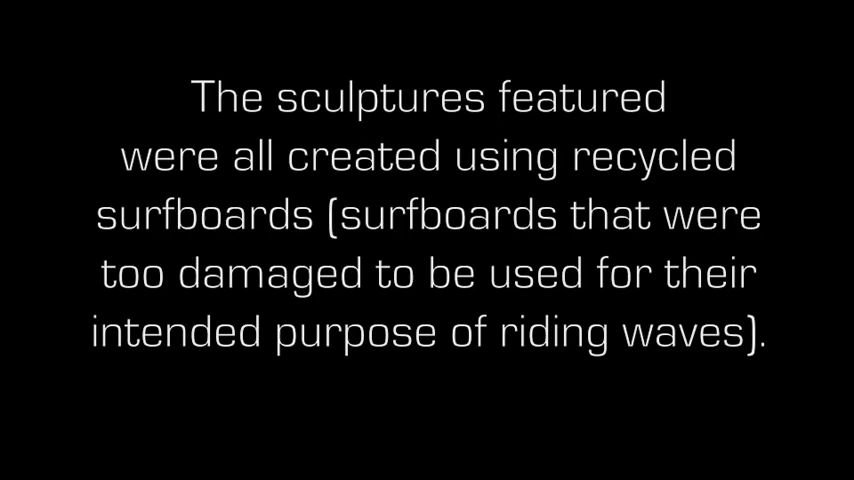 The sculptures featured
were all created using recycled
surfboards (surfboards that were
too damaged to be used for their
intended purpose of riding waves).